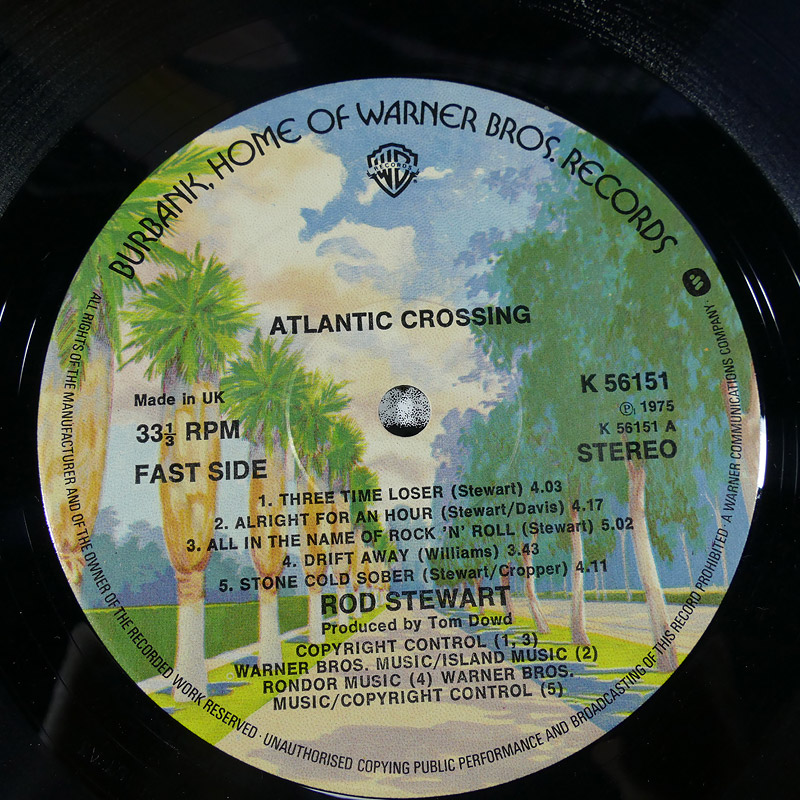 BURBANK, HOME OF WARNER BROS. RECORDS
WB
RECORDS
ATLANTIC CROSSING
Made in UK
33⅓ RPM
FAST SIDE
K 56151
Ⓟ 1975
K 56151 A
STEREO
1. THREE TIME LOSER (Stewart) 4.03
2. ALRIGHT FOR AN HOUR (Stewart/Davis) 4.17
3. ALL IN THE NAME OF ROCK 'N' ROLL (Stewart) 5.02
4. DRIFT AWAY (Williams) 3.43
5. STONE COLD SOBER (Stewart/Cropper) 4.11
ROD STEWART
Produced by Tom Dowd
COPYRIGHT CONTROL (1, 3)
WARNER BROS. MUSIC/ISLAND MUSIC (2)
RONDOR MUSIC (4) WARNER BROS.
MUSIC/COPYRIGHT CONTROL (5)
ALL RIGHTS OF THE MANUFACTURER AND OF THE OWNER OF THE RECORDED WORK RESERVED · UNAUTHORISED COPYING PUBLIC PERFORMANCE AND BROADCASTING OF THIS RECORD PROHIBITED · A WARNER COMMUNICATIONS COMPANY.